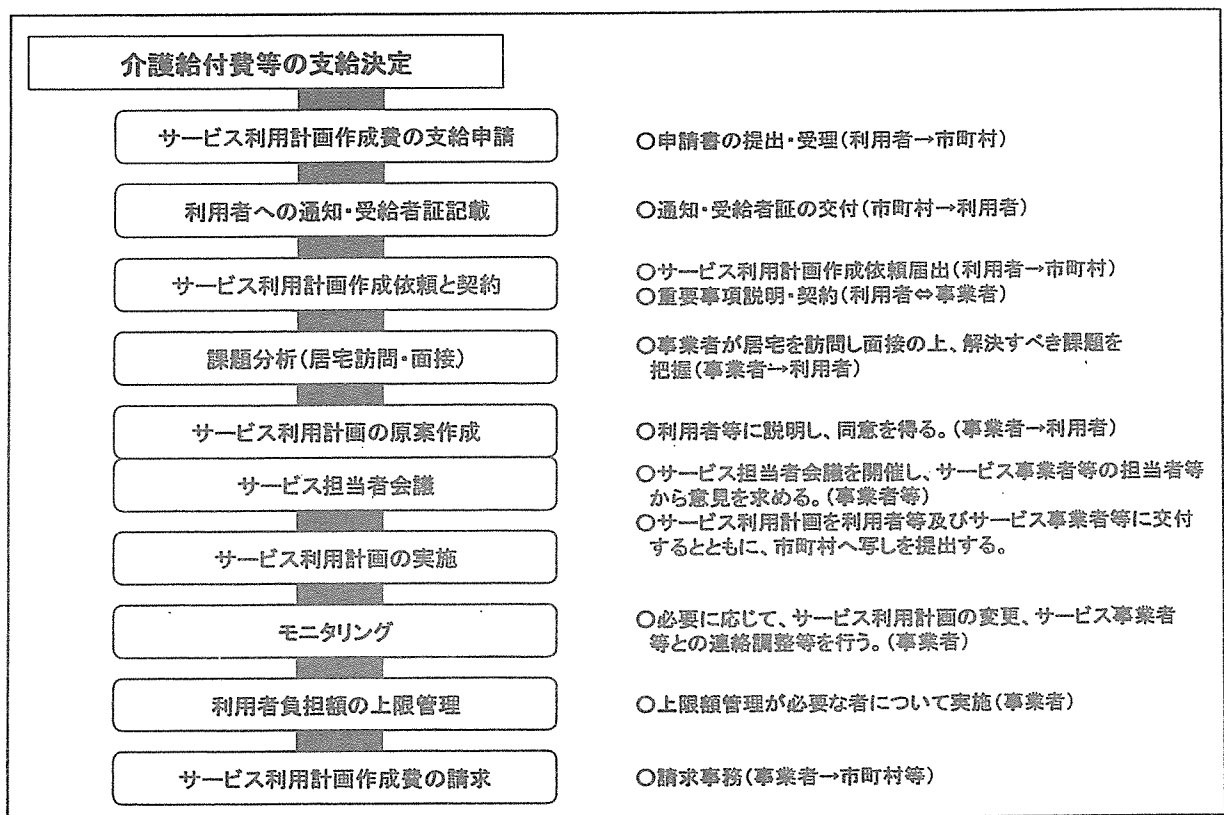 介護給付費等の支給決定
サービス利用計画作成費の支給申請
○申請書の提出・受理(利用者→市町村)
利用者への通知・受給者証記載
○通知・受給者証の交付(市町村→利用者)
サービス利用計画作成依頼と契約
○サービス利用計画作成依頼届出(利用者→市町村)
○重要事項説明・契約(利用者⇔事業者)
課題分析(居宅訪問・面接)
○事業者が居宅を訪問し面接の上、解決すべき課題を
把握(事業者→利用者)
サービス利用計画の原案作成
○利用者等に説明し、同意を得る。(事業者→利用者)
サービス担当者会議
○サービス担当者会議を開催し、サービス事業者等の担当者等
から意見を求める。(事業者等)
○サービス利用計画を利用者等及びサービス事業者等に交付
するとともに、市町村へ写しを提出する。
サービス利用計画の実施
モニタリング
○必要に応じて、サービス利用計画の変更、サービス事業者
等との連絡調整等を行う。(事業者)
利用者負担額の上限管理
○上限額管理が必要な者について実施(事業者)
サービス利用計画作成費の請求
○請求事務(事業者→市町村等)